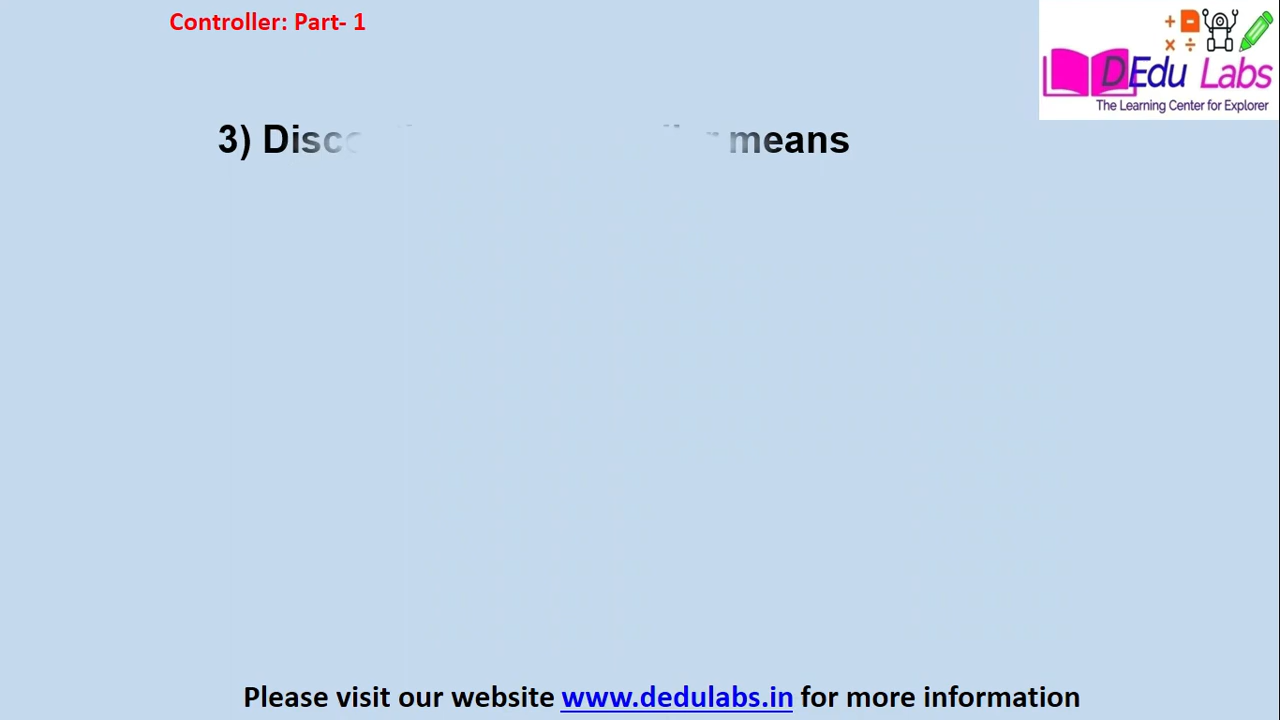 Controller: Part- 1
DEdu Labs
The Learning Center for Explorer
3) means
Please visit our website www.dedulabs.in for more information